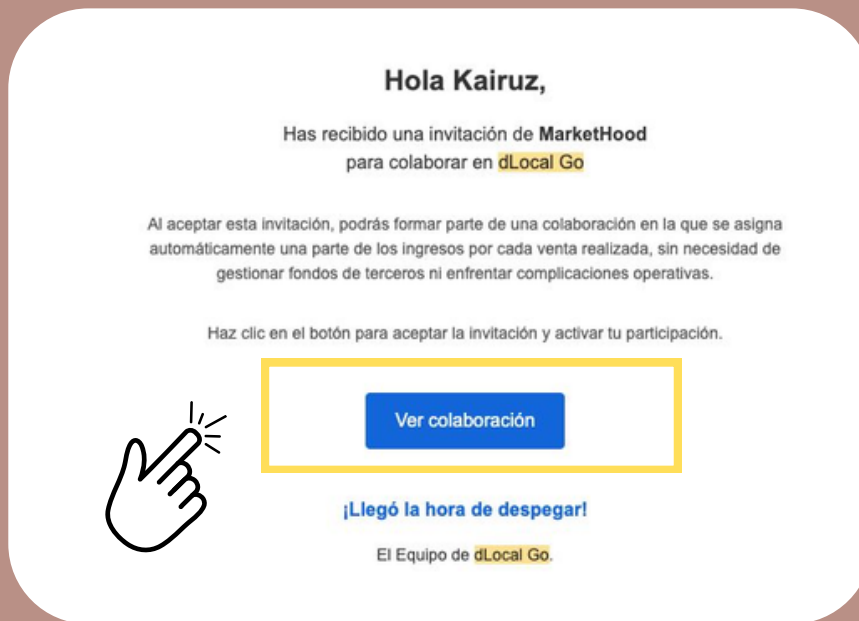 Hola Kairuz,
Has recibido una invitación de MarketHood
para colaborar en dLocal Go
Al aceptar esta invitación, podrás formar parte de una colaboración en la que se asigna
automáticamente una parte de los ingresos por cada venta realizada, sin necesidad de
gestionar fondos de terceros ni enfrentar complicaciones operativas.
Haz clic en el botón para aceptar la invitación y activar tu participación.
Ver colaboración
¡Llegó la hora de despegar!
El Equipo de dLocal Go.